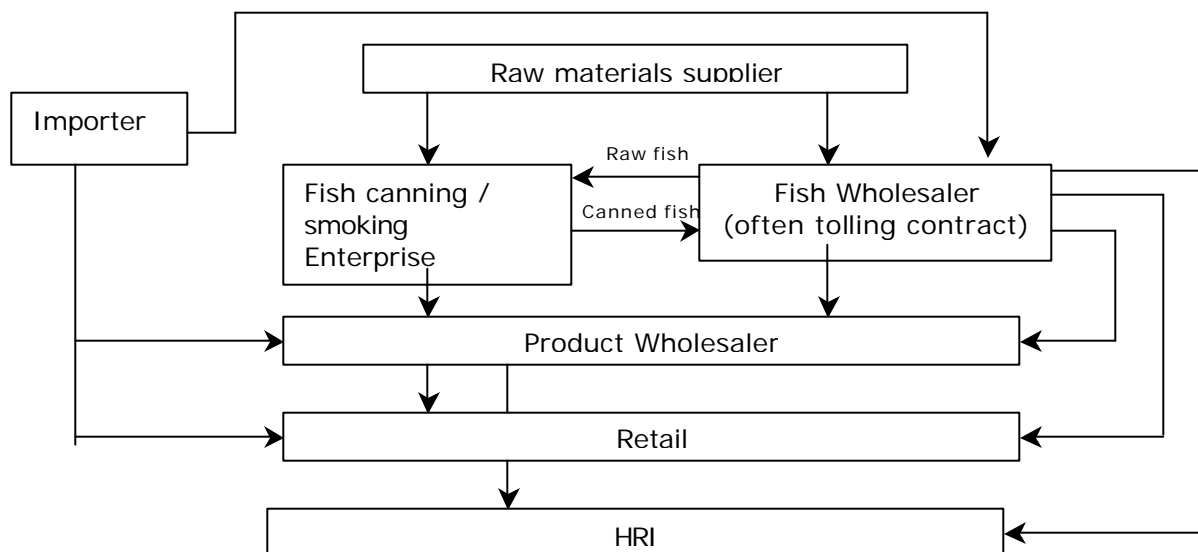 Raw materials supplier
Importer
Raw fish
Fish canning /
smoking
Enterprise
Canned fish
Fish Wholesaler
(often tolling contract)
Product Wholesaler
Retail
HRI